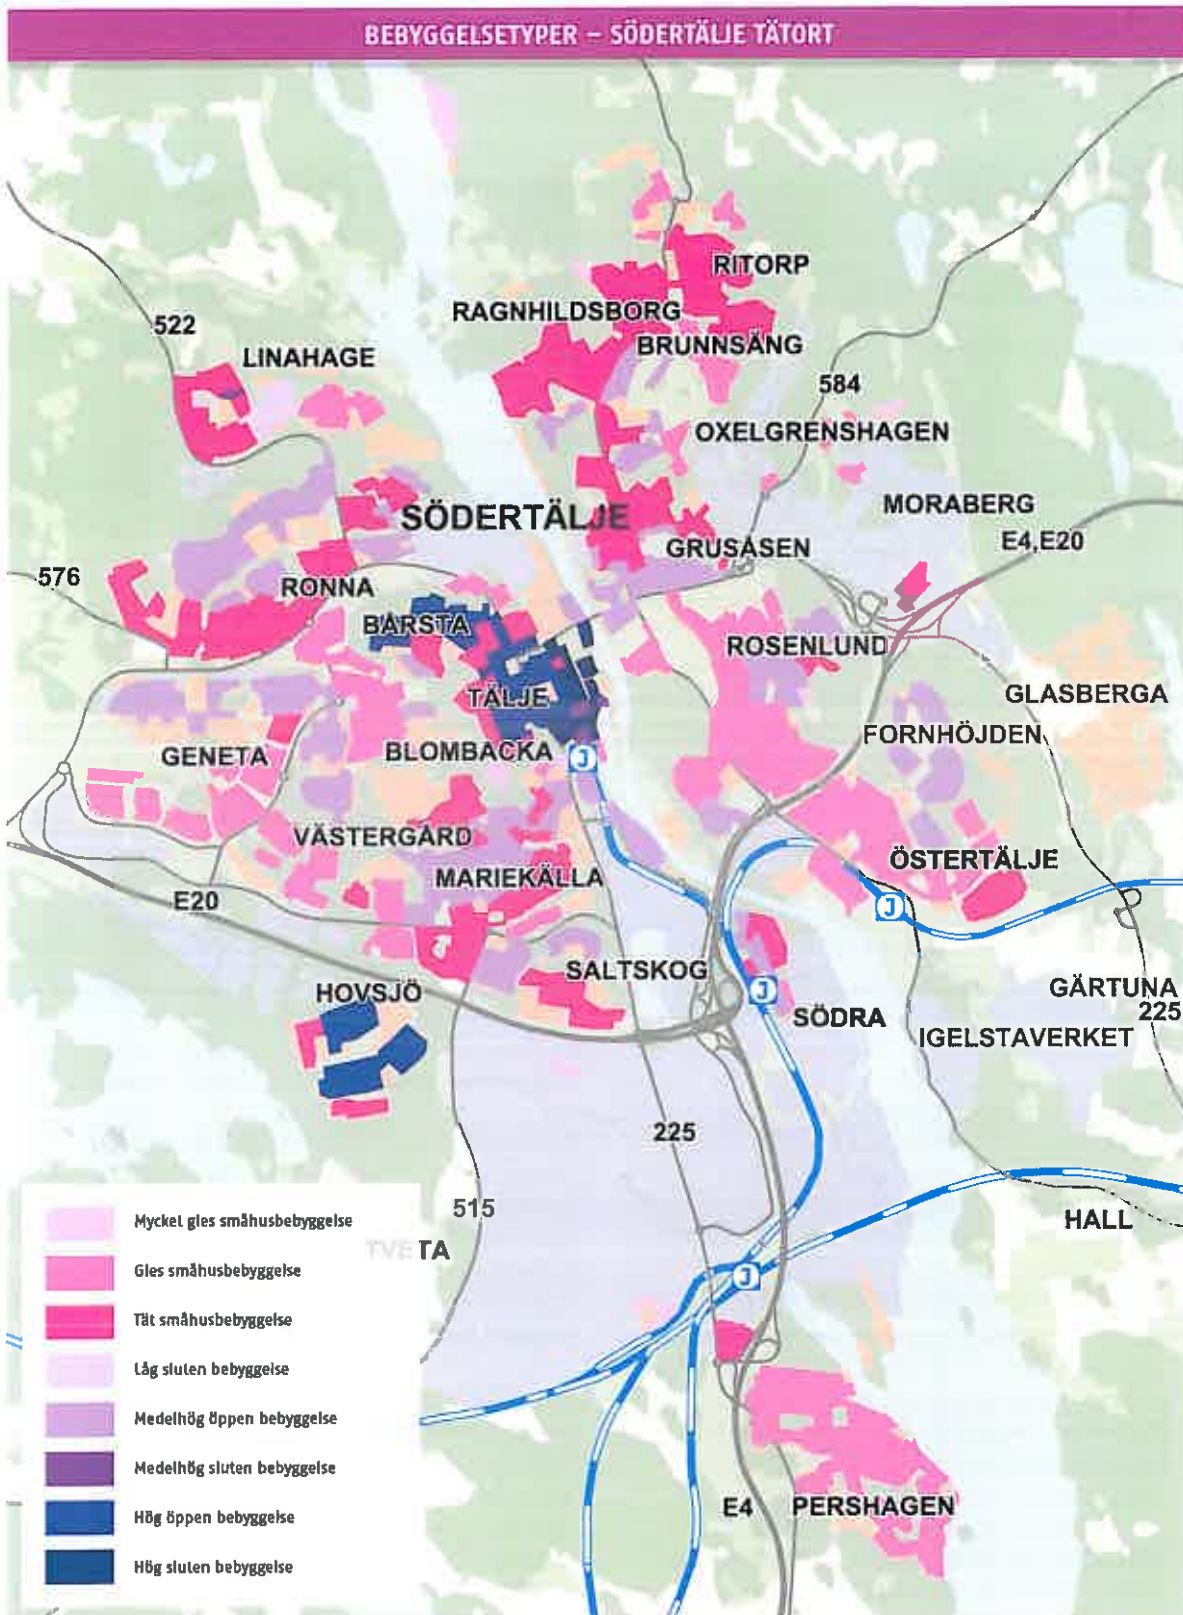 BEBYGGELSETYPER – SÖDERTÄLJE TÄTORT
RITORP
RAGNHILDSBORG
522
BRUNNSÄNG
LINAHAGE
584
OXELGRENSHAGEN
MORABERG
SÖDERTÄLJE
E4,E20
GRUSÅSEN
576
RONNA
BÅRSTA
ROSENLUND
TÄLJE
GLASBERGA
FORNHÖJDEN
GENETA
BLOMBACKA
J
VÄSTERGÅRD
ÖSTERTÄLJE
MARIEKÄLLA
E20
J
SALTSKOG
HOVSJÖ
J
GÄRTUNA
SÖDRA
225
IGELSTAVERKET
225
515
HALL
Mycket gles småhusbebyggelse
TVETA
Gles småhusbebyggelse
J
Tät småhusbebyggelse
Låg sluten bebyggelse
Medelhög öppen bebyggelse
Medelhög sluten bebyggelse
E4
PERSHAGEN
Hög öppen bebyggelse
Hög sluten bebyggelse